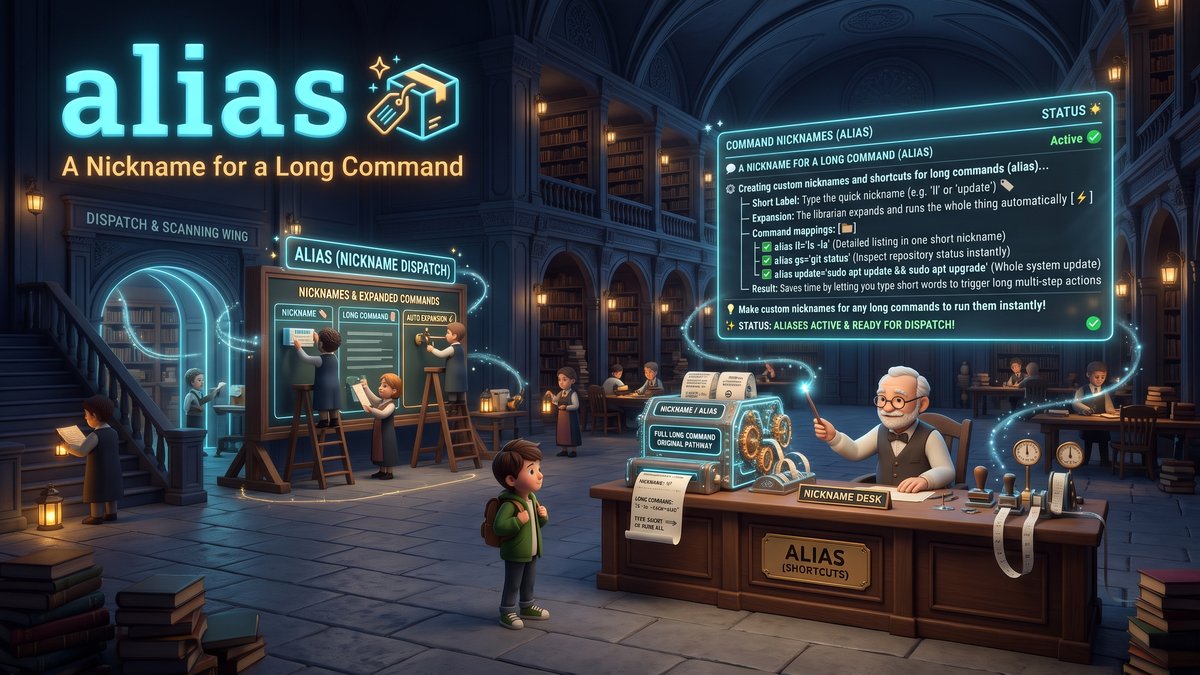 alias
A Nickname for a Long Command
DISPATCH & SCANNING WING
ALIAS (NICKNAME DISPATCH)
NICKNAMES & EXPANDED COMMANDS
NICKNAME
LONG COMMAND
AUTO EXPANSION
COMMAND NICKNAMES (ALIAS)
STATUS ✨
💬 A NICKNAME FOR A LONG COMMAND (ALIAS)
Active ✅
Creating custom nicknames and shortcuts for long commands (alias)...
Short Label: Type the quick nickname (e.g. 'll' or 'update') 🏷️
Expansion: The librarian expands and runs the whole thing automatically [⚡]
Command mappings: [📁]
✅ alias lt='ls -la' (Detailed listing in one short nickname)
✅ alias gs='git status' (Inspect repository status instantly)
✅ alias update='sudo apt update && sudo apt upgrade' (Whole system update)
Result: Saves time by letting you type short words to trigger long multi-step actions
💡 Make custom nicknames for any long commands to run them instantly!
✨ STATUS: ALIASES ACTIVE & READY FOR DISPATCH!
NICKNAME / ALIAS
FULL LONG COMMAND
ORIGINAL PATHWAY
NICKNAME:
LONG COMMAND:
TYPE SHORT
NICKNAME DESK
ALIAS
(SHORTCUTS)